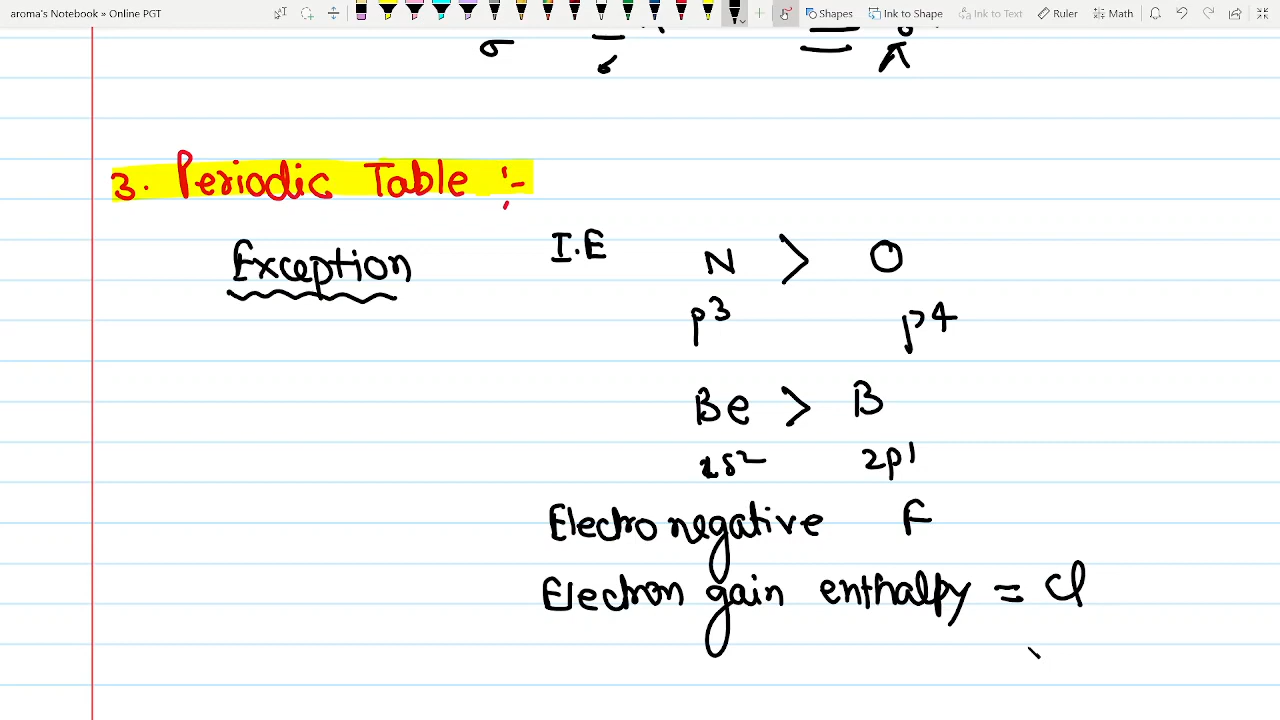 aroma's Notebook » Online PGT
Shapes Ink to Shape Ink to Text Ruler Math
3. Periodic Table :-
Exception I.E N > O
p3 p4
Be > B
2s2 2p1
Electronegative F
Electron gain enthalpy = Cl